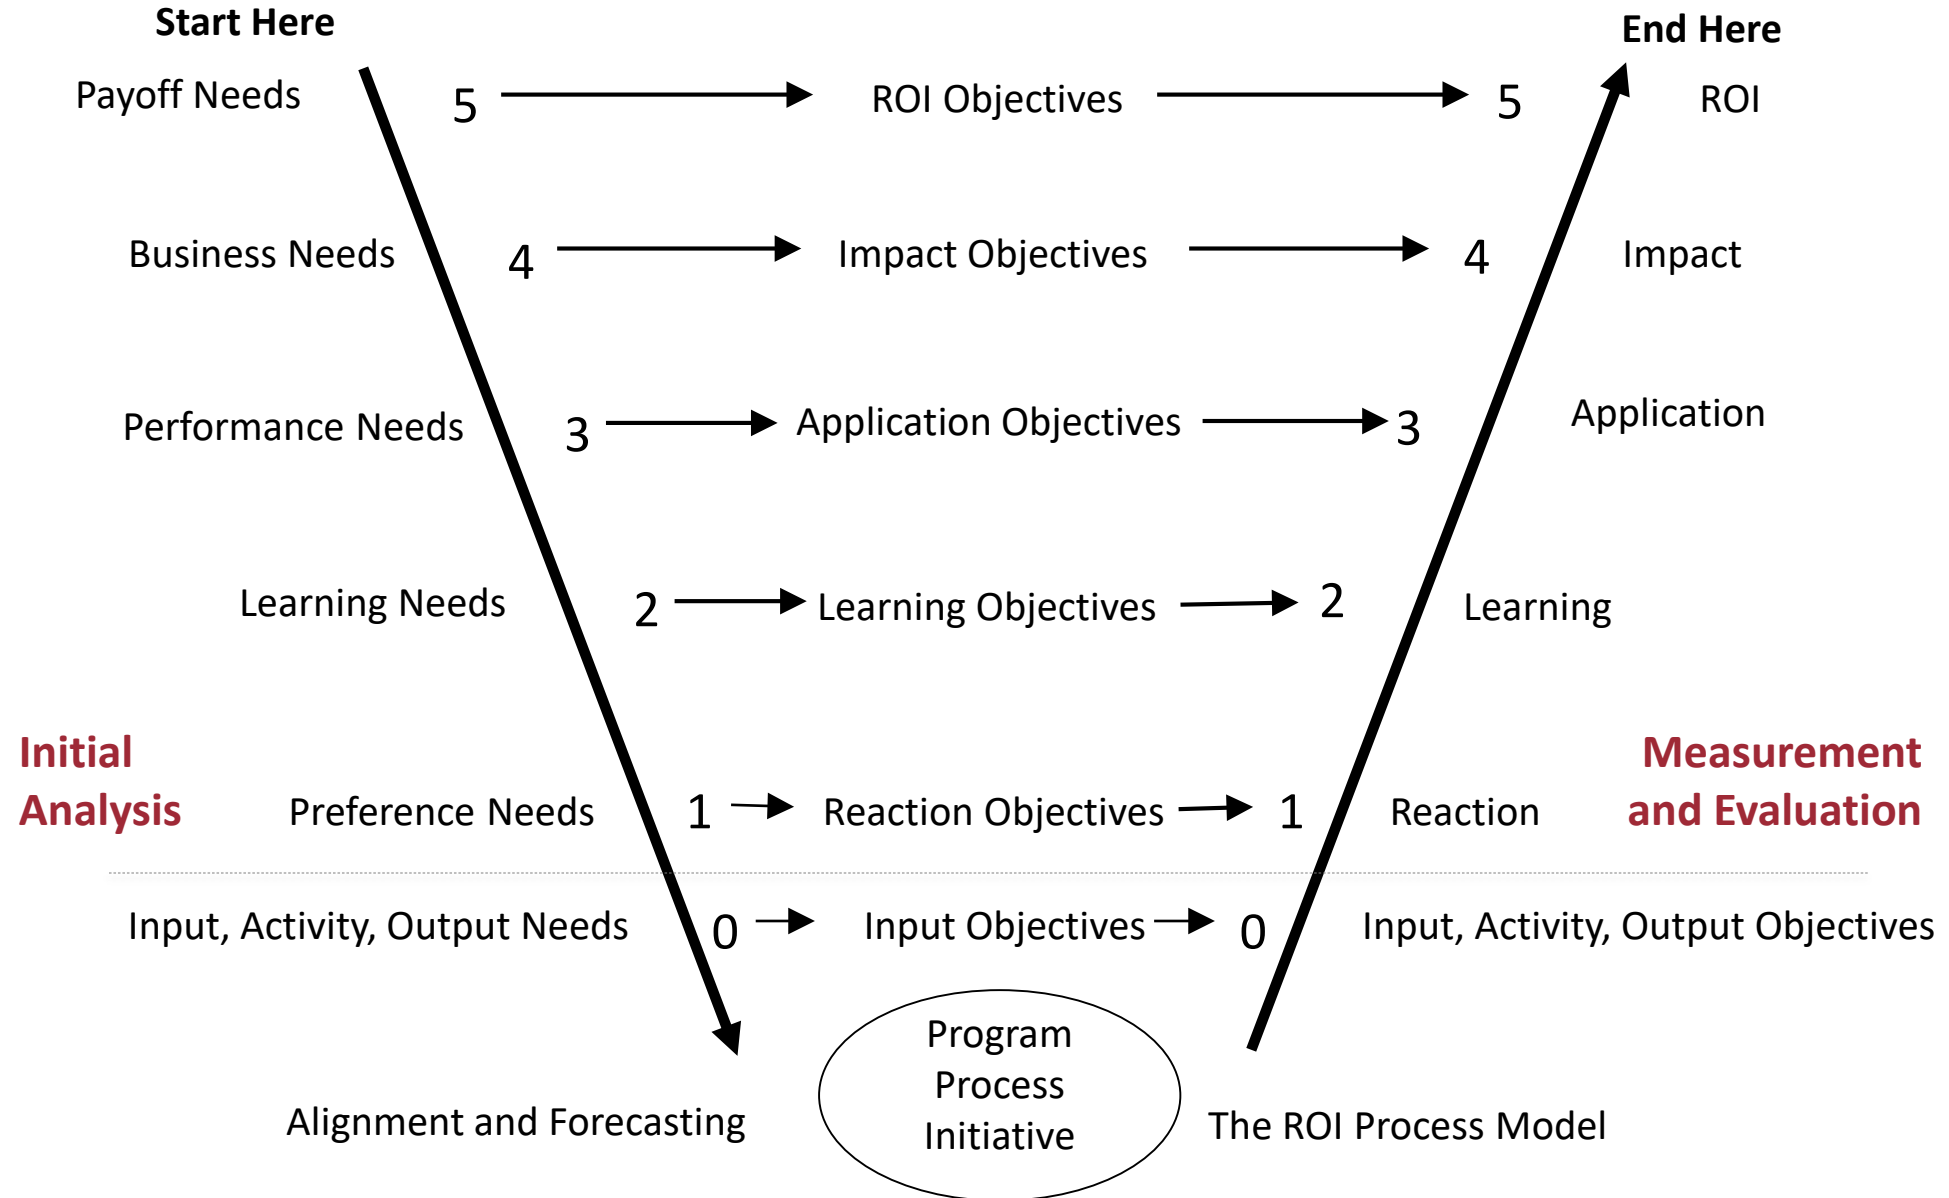 Start Here
End Here
Payoff Needs 5 ROI Objectives 5 ROI
Business Needs 4 Impact Objectives 4 Impact
Performance Needs 3 Application Objectives 3 Application
Learning Needs 2 Learning Objectives 2 Learning
Initial
Analysis
Measurement
and Evaluation
Preference Needs 1 Reaction Objectives 1 Reaction
Input, Activity, Output Needs 0 Input Objectives 0 Input, Activity, Output Objectives
Program
Process
Initiative
Alignment and Forecasting
The ROI Process Model